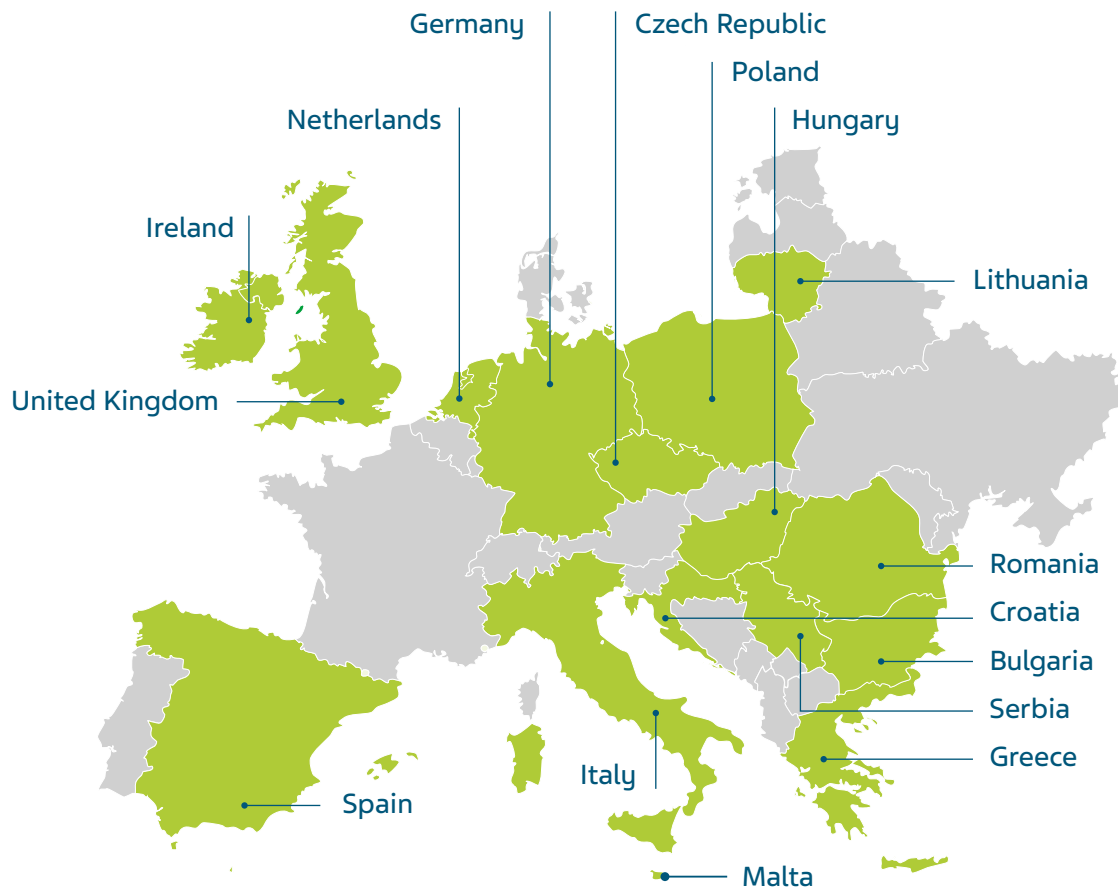 Germany
Czech Republic
Poland
Netherlands
Hungary
Ireland
Lithuania
United Kingdom
Romania
Croatia
Bulgaria
Serbia
Greece
Italy
Spain
Malta